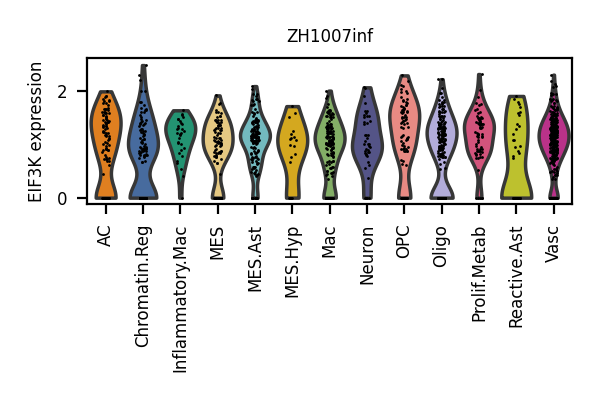 ZH1007inf
EIF3K expression
2
0
AC
Chromatin.Reg
Inflammatory.Mac
MES
MES.Ast
MES.Hyp
Mac
Neuron
OPC
Oligo
Prolif.Metab
Reactive.Ast
Vasc